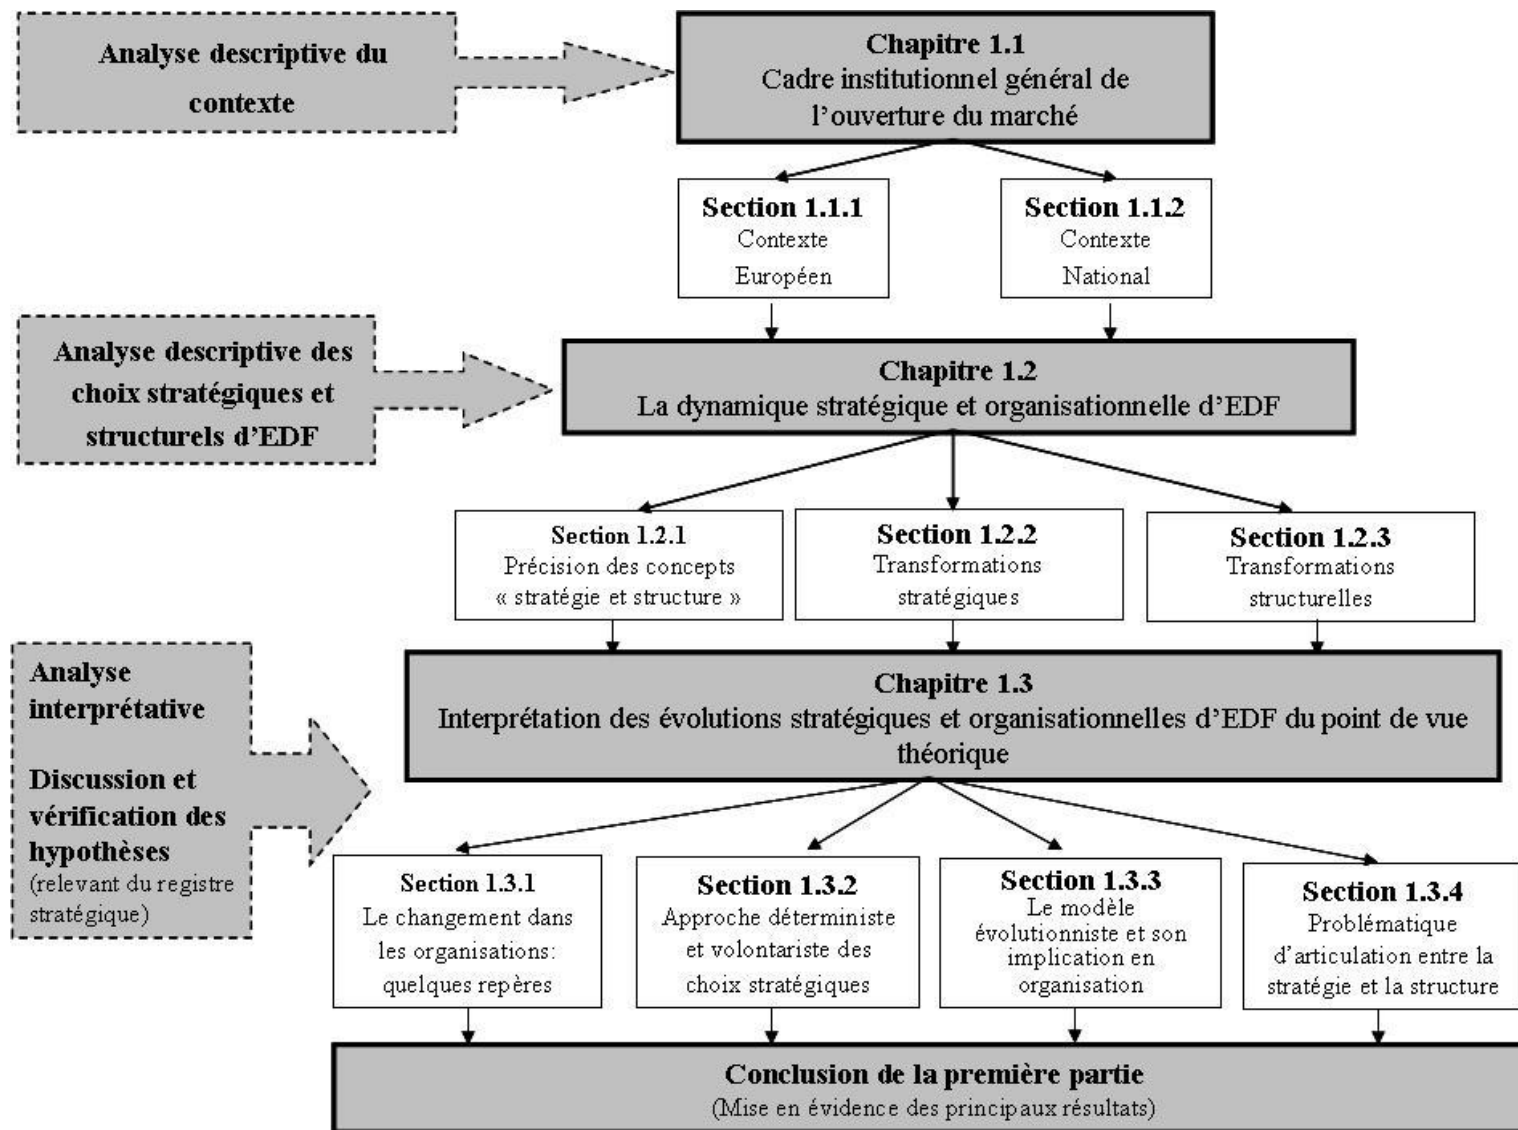 Analyse descriptive du
contexte
Chapitre 1.1
Cadre institutionnel général de
l’ouverture du marché
Section 1.1.1
Contexte
Européen
Section 1.1.2
Contexte
National
Analyse descriptive des
choix stratégiques et
structurels d’EDF
Chapitre 1.2
La dynamique stratégique et organisationnelle d’EDF
Section 1.2.1
Précision des concepts
« stratégie et structure »
Section 1.2.2
Transformations
stratégiques
Section 1.2.3
Transformations
structurelles
Analyse
interprétative
Discussion et
vérification des
hypothèses
(relevant du registre
stratégique)
Chapitre 1.3
Interprétation des évolutions stratégiques et organisationnelles d’EDF du point de vue
théorique
Section 1.3.1
Le changement dans
les organisations:
quelques repères
Section 1.3.2
Approche déterministe
et volontariste des
choix stratégiques
Section 1.3.3
Le modèle
évolutionniste et son
implication en
organisation
Section 1.3.4
Problématique
d’articulation entre la
stratégie et la structure
Conclusion de la première partie
(Mise en évidence des principaux résultats)